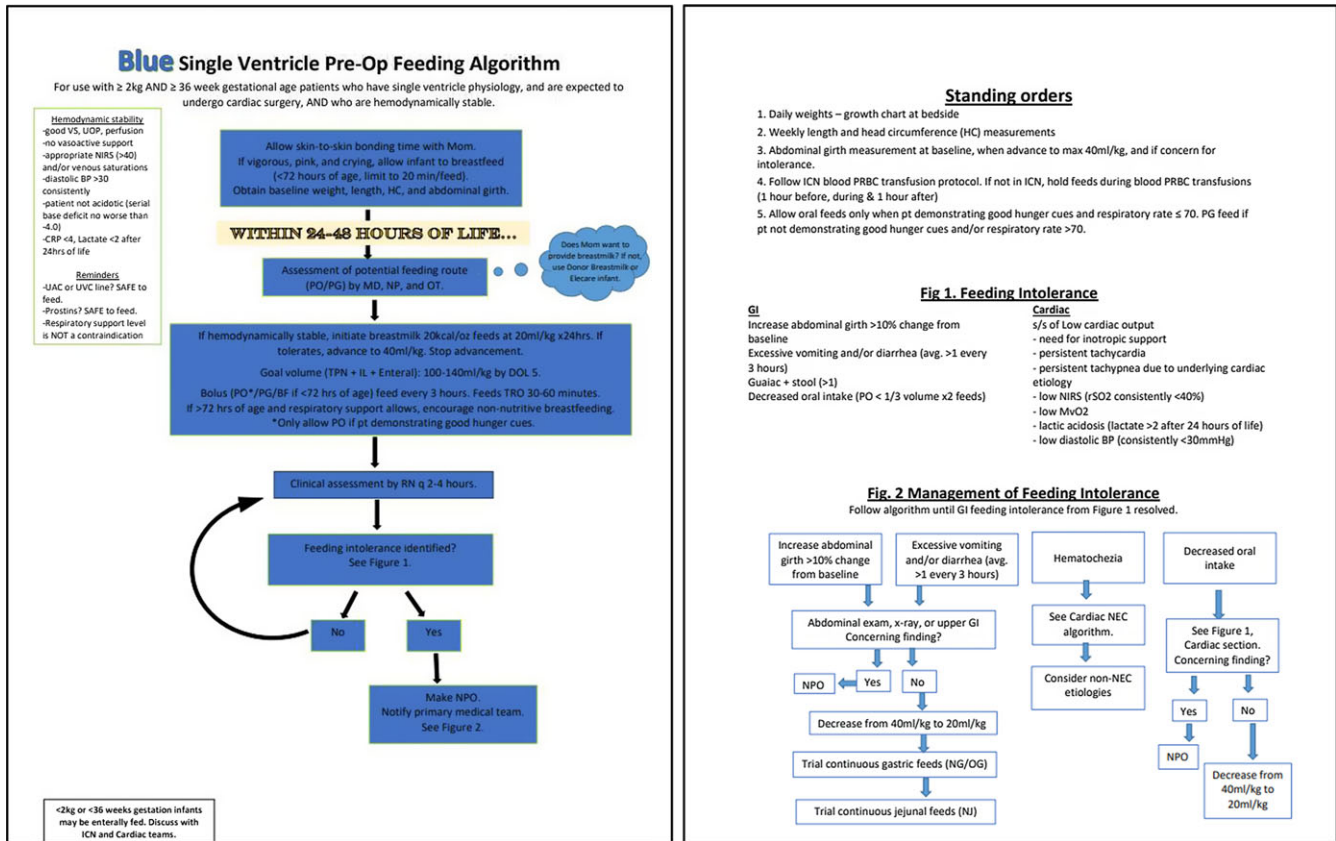 Blue Single Ventricle Pre-Op Feeding Algorithm
For use with ≥ 2kg AND ≥ 36 week gestational age patients who have single ventricle physiology, and are expected to
undergo cardiac surgery, AND who are hemodynamically stable.
Hemodynamic stability
-good VS, UOP, perfusion
-no vasoactive support
-appropriate NIRS (>40)
and/or venous saturations
-diastolic BP >30
consistently
-patient not acidotic (serial
base deficit no worse than
-4.0)
-CRP <4, Lactate <2 after
24hrs of life
Reminders
-UAC or UVC line? SAFE to
feed.
-Prostins? SAFE to feed.
-Respiratory support level
is NOT a contraindication
Allow skin-to-skin bonding time with Mom.
If vigorous, pink, and crying, allow infant to breastfeed
(<72 hours of age, limit to 20 min/feed).
Obtain baseline weight, length, HC, and abdominal girth.
WITHIN 24-48 HOURS OF LIFE...
Assessment of potential feeding route
(PO/PG) by MD, NP, and OT.
Does Mom
want to
provide breastmilk? If not,
use Donor Breastmilk or
Elecare infant.
If hemodynamically stable, initiate breastmilk 20kcal/oz feeds at 20ml/kg x24hrs. If
tolerates, advance to 40ml/kg. Stop advancement.
Goal volume (TPN + IL + Enteral): 100-140ml/kg by DOL 5.
Bolus (PO*/PG/BF if <72 hrs of age) feed every 3 hours. Feeds TRO 30-60 minutes.
If >72 hrs of age and respiratory support allows, encourage non-nutritive breastfeeding.
*Only allow PO if pt demonstrating good hunger cues.
Clinical assessment by RN q 2-4 hours.
Feeding intolerance identified?
See Figure 1.
No
Yes
Make NPO.
Notify primary medical team.
See Figure 2.
<2kg or <36 weeks gestation infants
may be enterally fed. Discuss with
ICN and Cardiac teams.
Standing orders
1. Daily weights – growth chart at bedside
2. Weekly length and head circumference (HC) measurements
3. Abdominal girth measurement at baseline, when advance to max 40ml/kg, and if concern for
intolerance.
4. Follow ICN blood PRBC transfusion protocol. If not in ICN, hold feeds during blood PRBC transfusions
(1 hour before, during & 1 hour after)
5. Allow oral feeds only when pt demonstrating good hunger cues and respiratory rate ≤ 70. PG feed if
pt not demonstrating good hunger cues and/or respiratory rate >70.
Fig 1. Feeding Intolerance
GI
Increase abdominal girth >10% change from
baseline
Excessive vomiting and/or diarrhea (avg. >1 every
3 hours)
Guaiac + stool (>1)
Decreased oral intake (PO < 1/3 volume x2 feeds)
Cardiac
s/s of Low cardiac output
- need for inotropic support
- persistent tachycardia
- persistent tachypnea due to underlying cardiac
etiology
- low NIRS (rSO2 consistently <40%)
- low MvO2
- lactic acidosis (lactate >2 after 24 hours of life)
- low diastolic BP (consistently <30mmHg)
Fig. 2 Management of Feeding Intolerance
Follow algorithm until GI feeding intolerance from Figure 1 resolved.
Increase abdominal
girth >10% change
from baseline
Excessive vomiting
and/or diarrhea (avg.
>1 every 3 hours)
Hematochezia
Decreased oral
intake
Abdominal exam, x-ray, or upper GI
Concerning finding?
See Cardiac NEC
algorithm.
See Figure 1,
Cardiac section.
Concerning finding?
NPO
Yes
No
Consider non-NEC
etiologies
Yes
No
Decrease from 40ml/kg to 20ml/kg
NPO
Trial continuous gastric feeds (NG/OG)
Decrease from
40ml/kg to
20ml/kg
Trial continuous jejunal feeds (NJ)